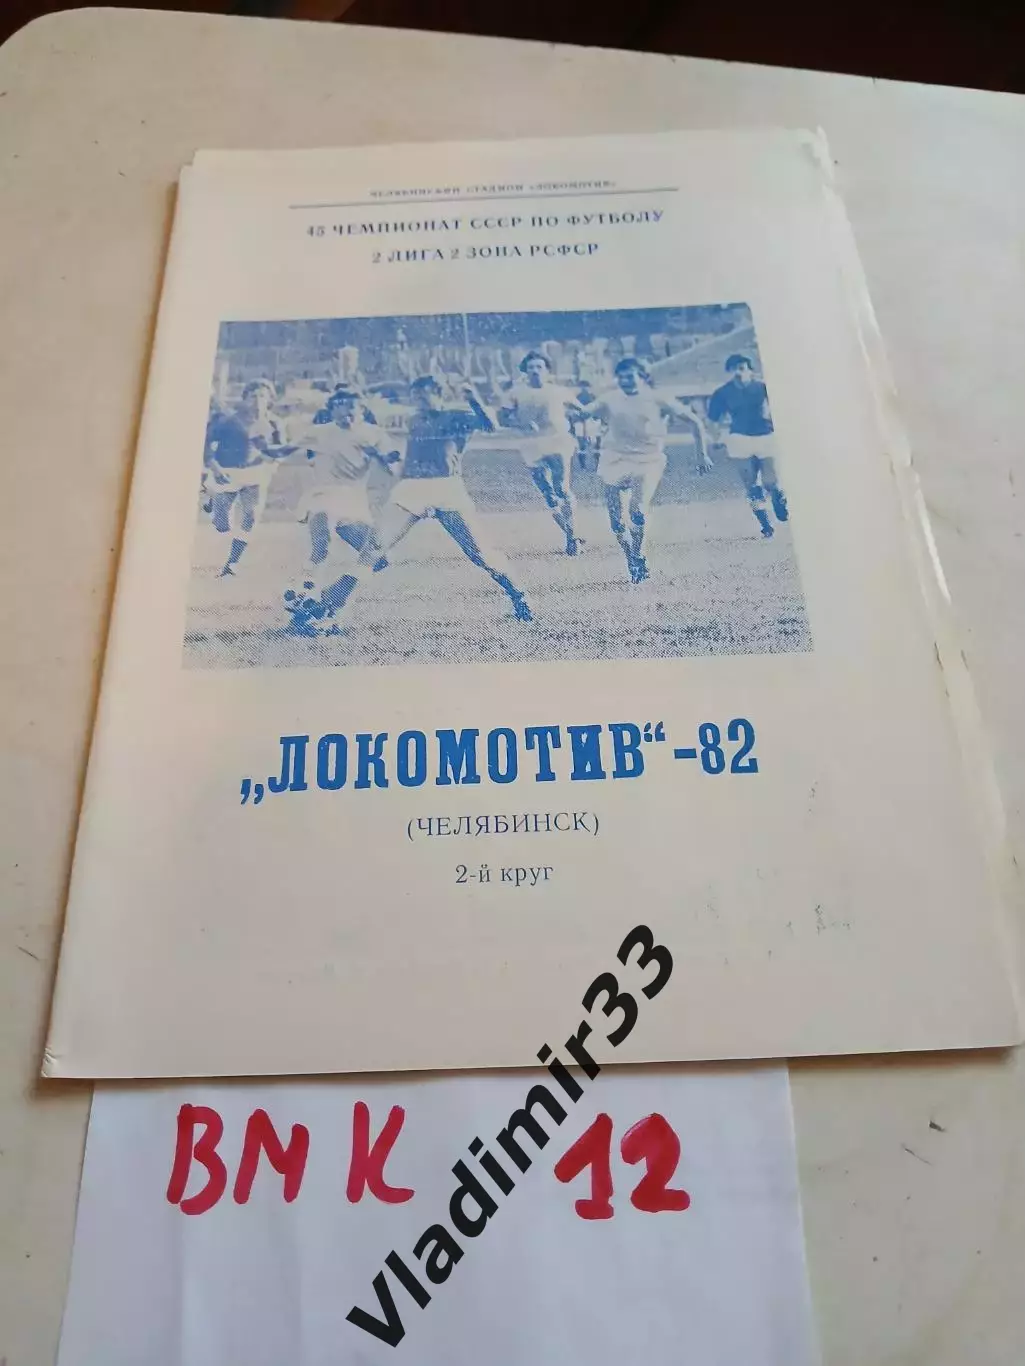 ЧЕЛЯБИНСКИЙ СТАДИОН «ЛОКОМОТИВ»
45 ЧЕМПИОНАТ СССР ПО ФУТБОЛУ
2 ЛИГА 2 ЗОНА РСФСР
„ЛОКОМОТИВ“-82
(ЧЕЛЯБИНСК)
2-й круг
ВМК 12
vladimir33